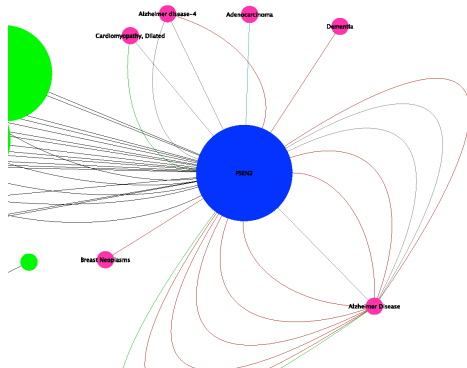 Alzheimer disease-4
Adenocarcinoma
Dementia
Cardiomyopathy, Dilated
PSEN2
Breast Neoplasms
Alzheimer Disease